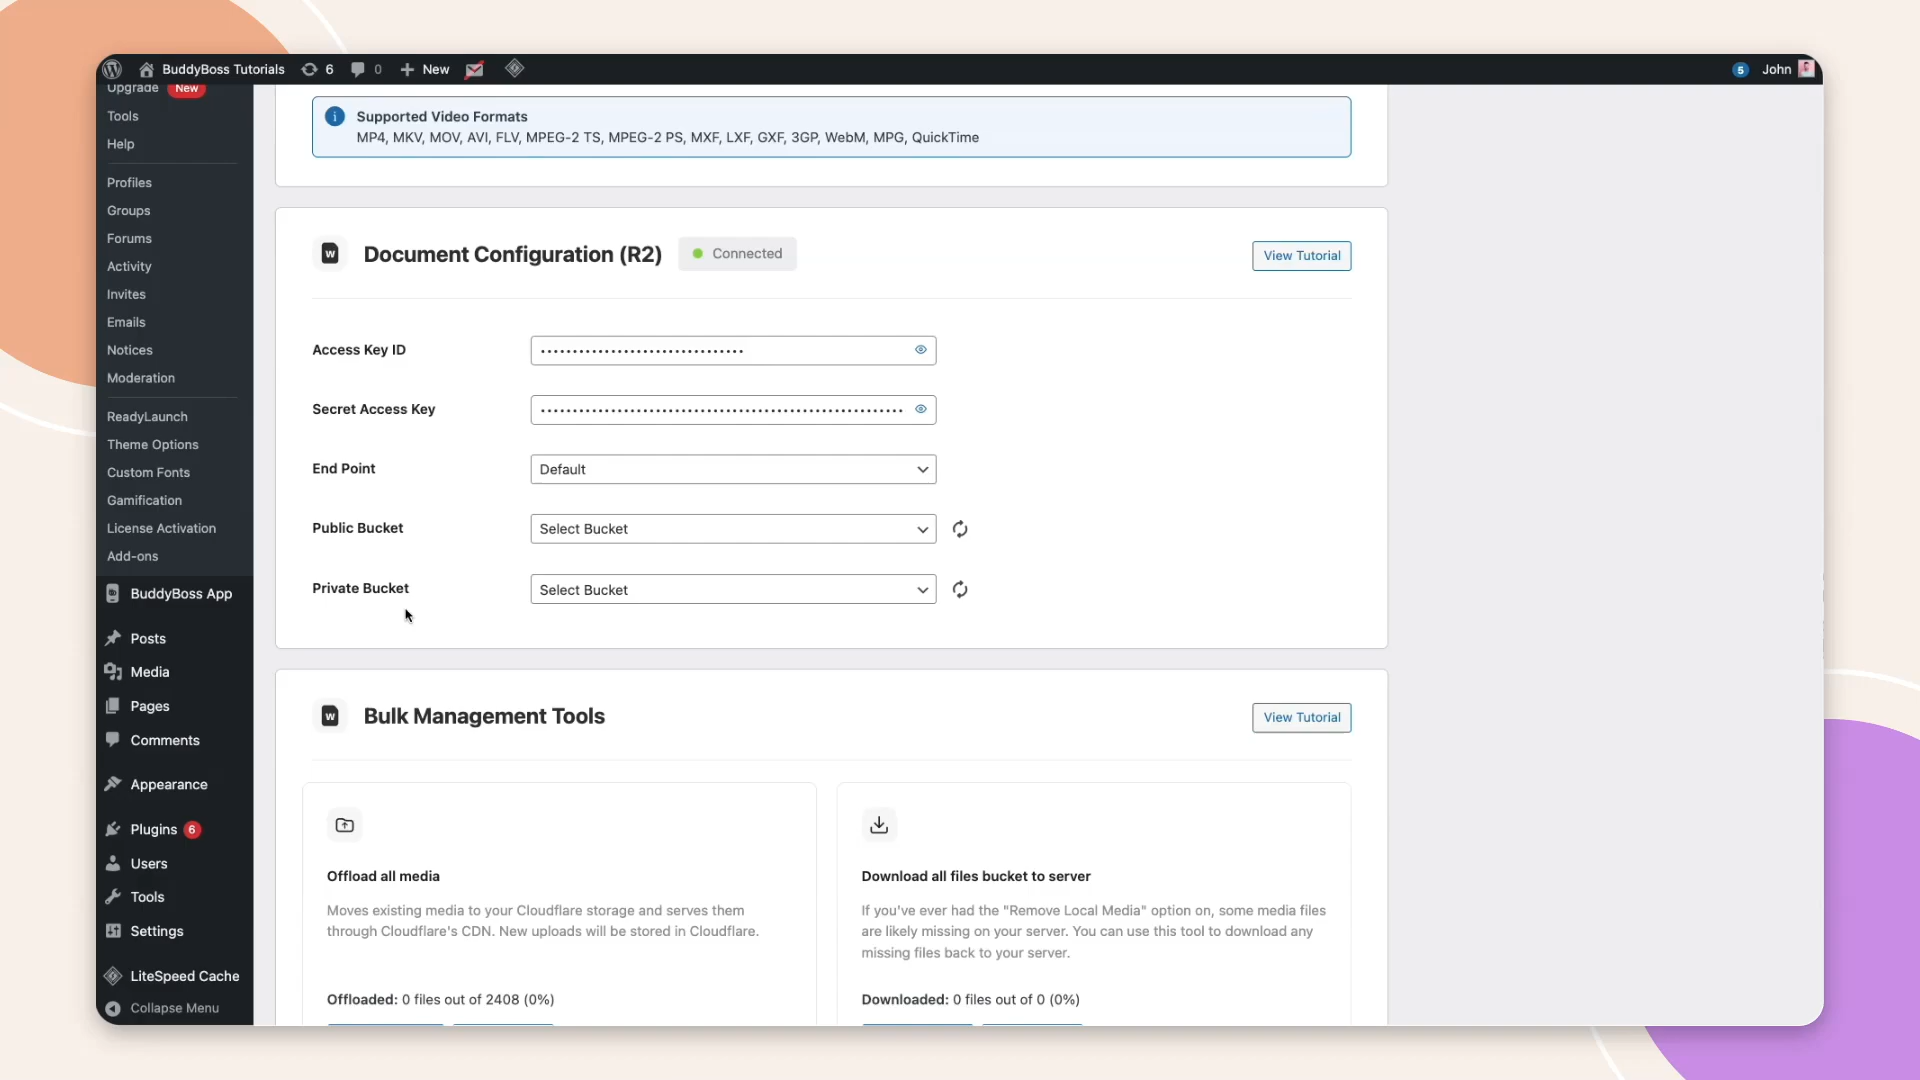 BuddyBoss Tutorials
6
0
New
5
John
Upgrade
New
Tools
Help
Profiles
Groups
Forums
Activity
Invites
Emails
Notices
Moderation
ReadyLaunch
Theme Options
Custom Fonts
Gamification
License Activation
Add-ons
BuddyBoss App
Posts
Media
Pages
Comments
Appearance
Plugins 6
Users
Tools
Settings
LiteSpeed Cache
Collapse Menu
Supported Video Formats
MP4, MKV, MOV, AVI, FLV, MPEG-2 TS, MPEG-2 PS, MXF, LXF, GXF, 3GP, WebM, MPG, QuickTime
Document Configuration (R2)
Connected
View Tutorial
Access Key ID
Secret Access Key
End Point
Default
Public Bucket
Select Bucket
Private Bucket
Select Bucket
Bulk Management Tools
View Tutorial
Offload all media
Moves existing media to your Cloudflare storage and serves them
through Cloudflare's CDN. New uploads will be stored in Cloudflare.
Offloaded: 0 files out of 2408 (0%)
Download all files bucket to server
If you've ever had the "Remove Local Media" option on, some media files
are likely missing on your server. You can use this tool to download any
missing files back to your server.
Downloaded: 0 files out of 0 (0%)